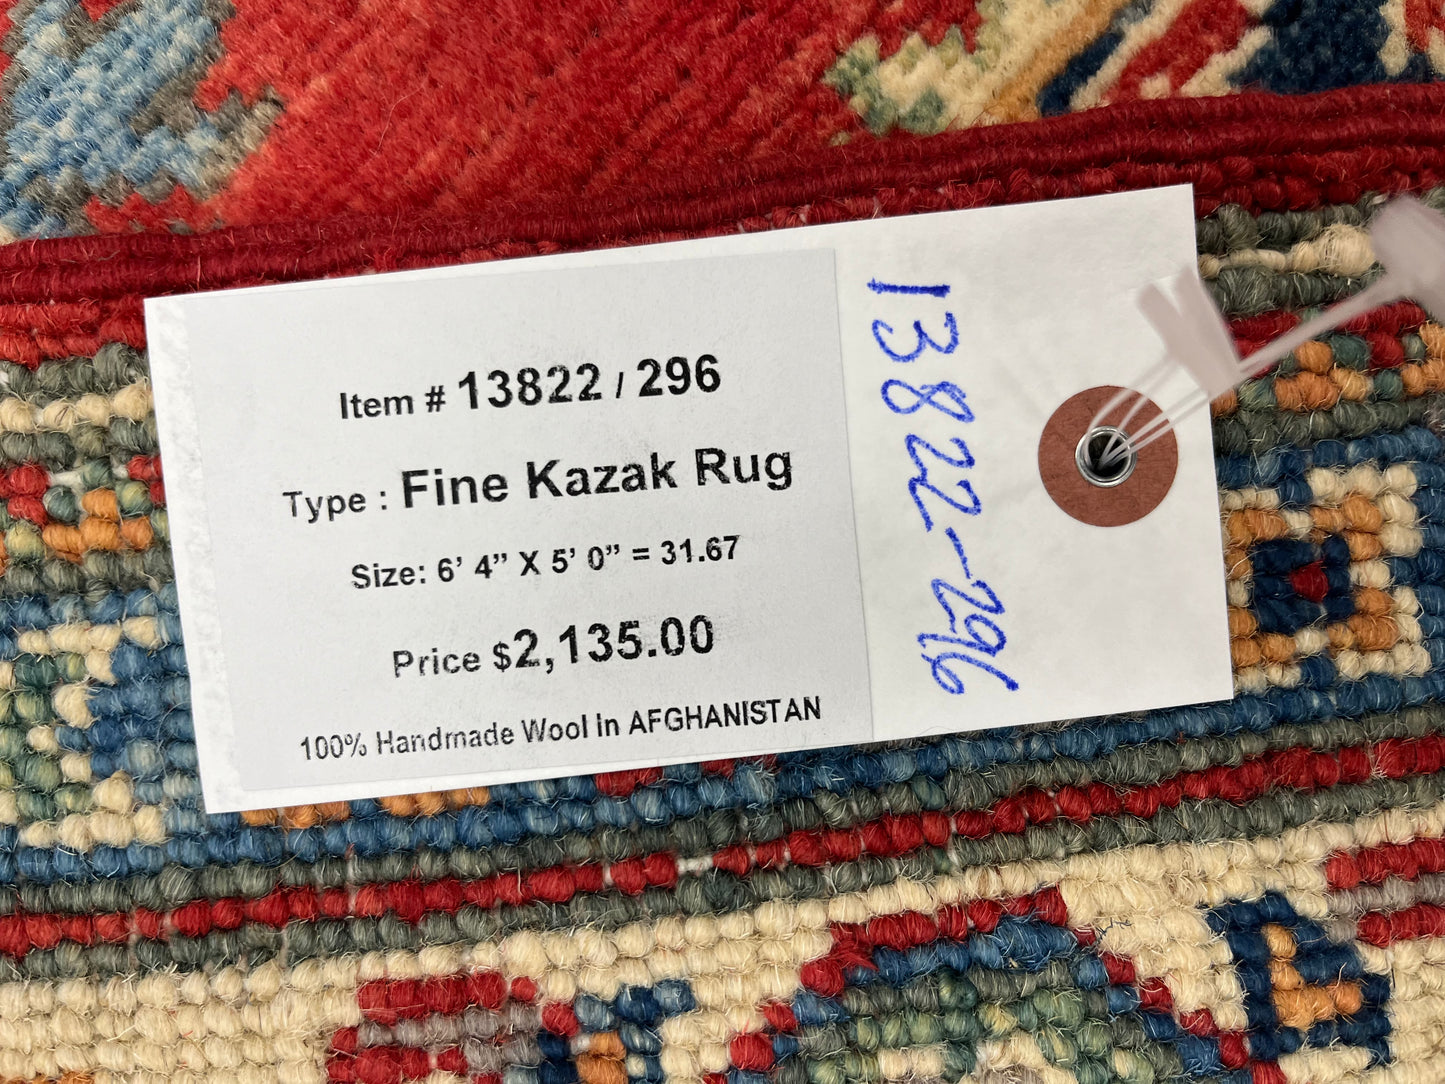 Item # 13822 / 296
Type : Fine Kazak Rug
Size: 6’ 4” X 5’ 0” = 31.67
Price $2,135.00
100% Handmade Wool in AFGHANISTAN
13822-296